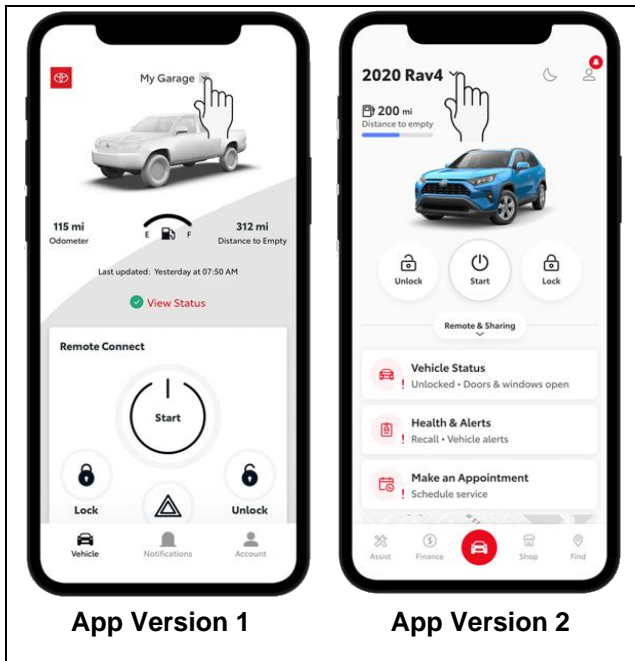 My Garage
115 mi
Odometer
E F
312 mi
Distance to Empty
Last updated: Yesterday at 07:50 AM
View Status
Remote Connect
Start
Lock
Unlock
Vehicle
Notifications
Account
App Version 1
2020 Rav4
200 mi
Distance to empty
Unlock
Start
Lock
Remote & Sharing
Vehicle Status
! Unlocked • Doors & windows open
Health & Alerts
! Recall • Vehicle alerts
Make an Appointment
! Schedule service
Assist
Finance
Shop
Find
App Version 2